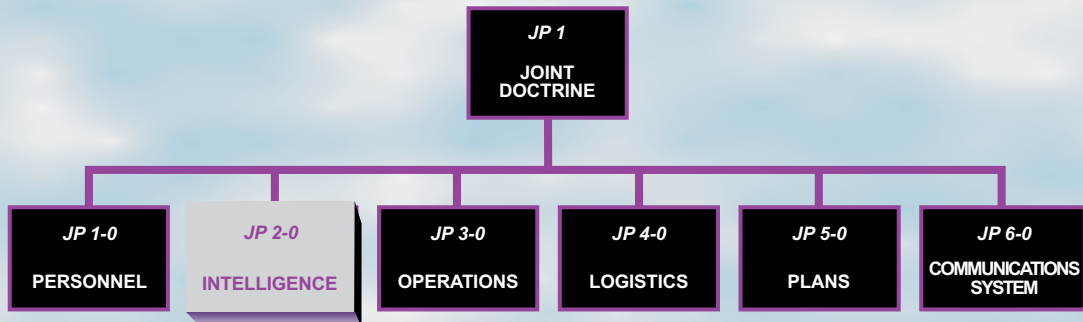 JP 1
JOINT
DOCTRINE
JP 1-0
PERSONNEL
JP 2-0
INTELLIGENCE
JP 3-0
OPERATIONS
JP 4-0
LOGISTICS
JP 5-0
PLANS
JP 6-0
COMMUNICATIONS
SYSTEM